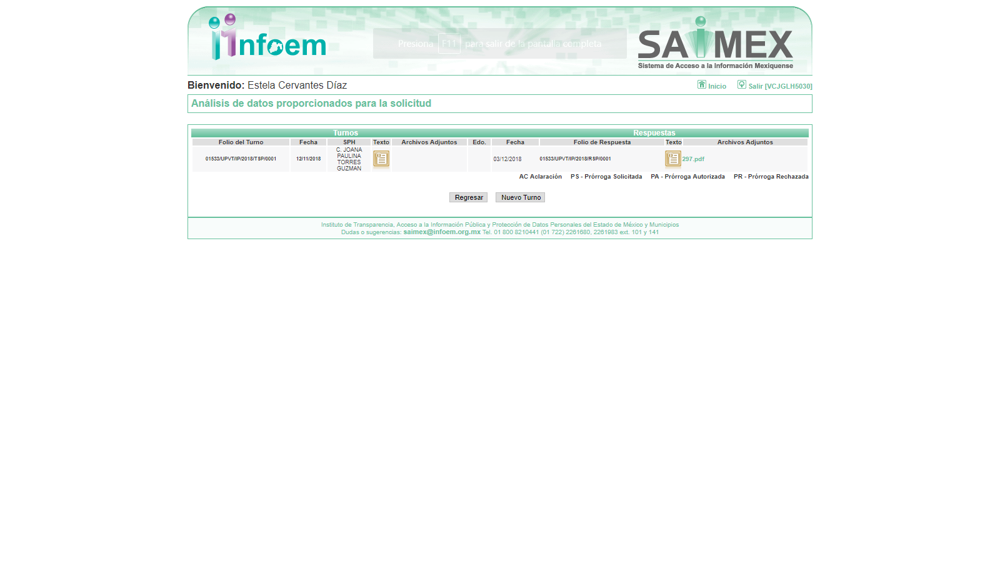 infoem
Presiona F11 para salir de la pantalla completa
SAIMEX
Sistema de Acceso a la Información Mexiquense
Bienvenido: Estela Cervantes Díaz
Inicio Salir [VCJGLH5030]
Análisis de datos proporcionados para la solicitud
Turnos Respuestas
Folio del Turno Fecha SPH Texto Archivos Adjuntos Edo. Fecha Folio de Respuesta Texto Archivos Adjuntos
01533/UPVT/IP/2018/TSP/0001 12/11/2018 C. JOANA PAULINA TORRES GUZMAN 03/12/2018 01533/UPVT/IP/2018/RSP/0001 297.pdf
AC Aclaración PS - Prórroga Solicitada PA - Prórroga Autorizada PR - Prórroga Rechazada
Regresar Nuevo Turno
Instituto de Transparencia, Acceso a la Información Pública y Protección de Datos Personales del Estado de México y Municipios
Dudas o sugerencias: saimex@infoem.org.mx Tel. 01 800 8210441 (01 722) 2261680, 2261983 ext. 101 y 141